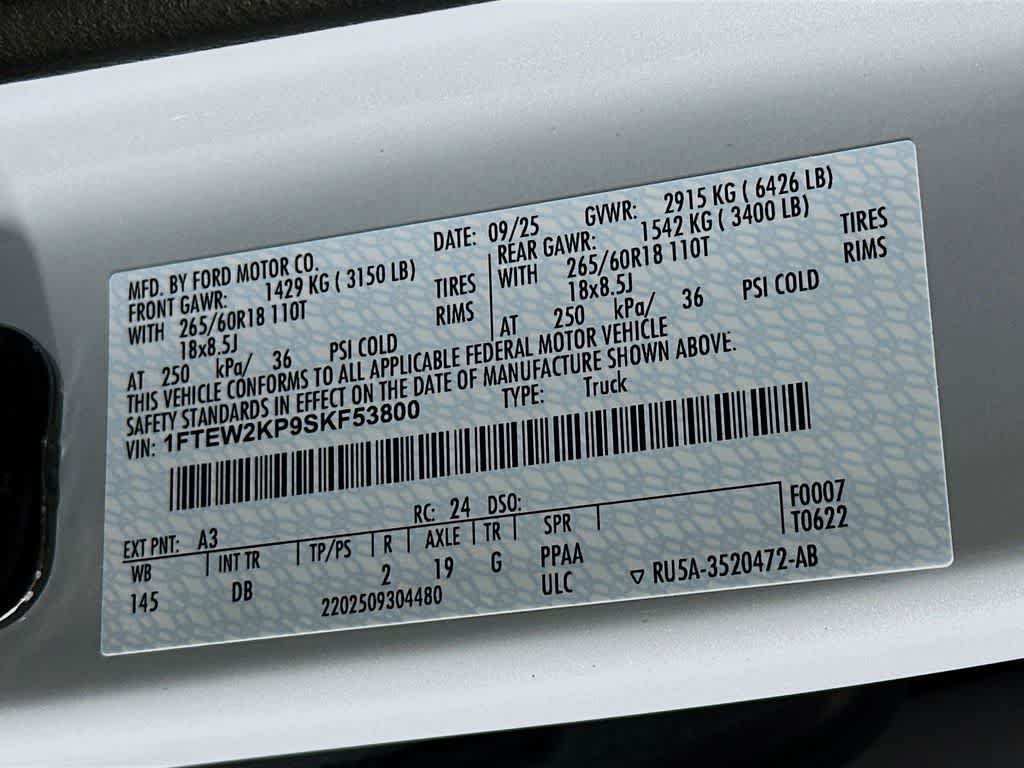 MFD. BY FORD MOTOR CO.
DATE: 09/25 GVWR: 2915 KG ( 6426 LB)
FRONT GAWR: 1429 KG ( 3150 LB)
WITH 265/60R18 110T TIRES
18x8.5J RIMS
AT 250 kPa/ 36 PSI COLD
REAR GAWR: 1542 KG ( 3400 LB)
WITH 265/60R18 110T TIRES
18x8.5J RIMS
AT 250 kPa/ 36 PSI COLD
THIS VEHICLE CONFORMS TO ALL APPLICABLE FEDERAL MOTOR VEHICLE
SAFETY STANDARDS IN EFFECT ON THE DATE OF MANUFACTURE SHOWN ABOVE.
VIN: 1FTEW2KP9SKF53800 TYPE: Truck
EXT PNT: A3 RC: 24 DSO: F0007
T0622
WB INT TR TP/PS R AXLE TR SPR
145 DB 2 19 G PPAA
2202509304480 ULC ▽ RU5A-3520472-AB